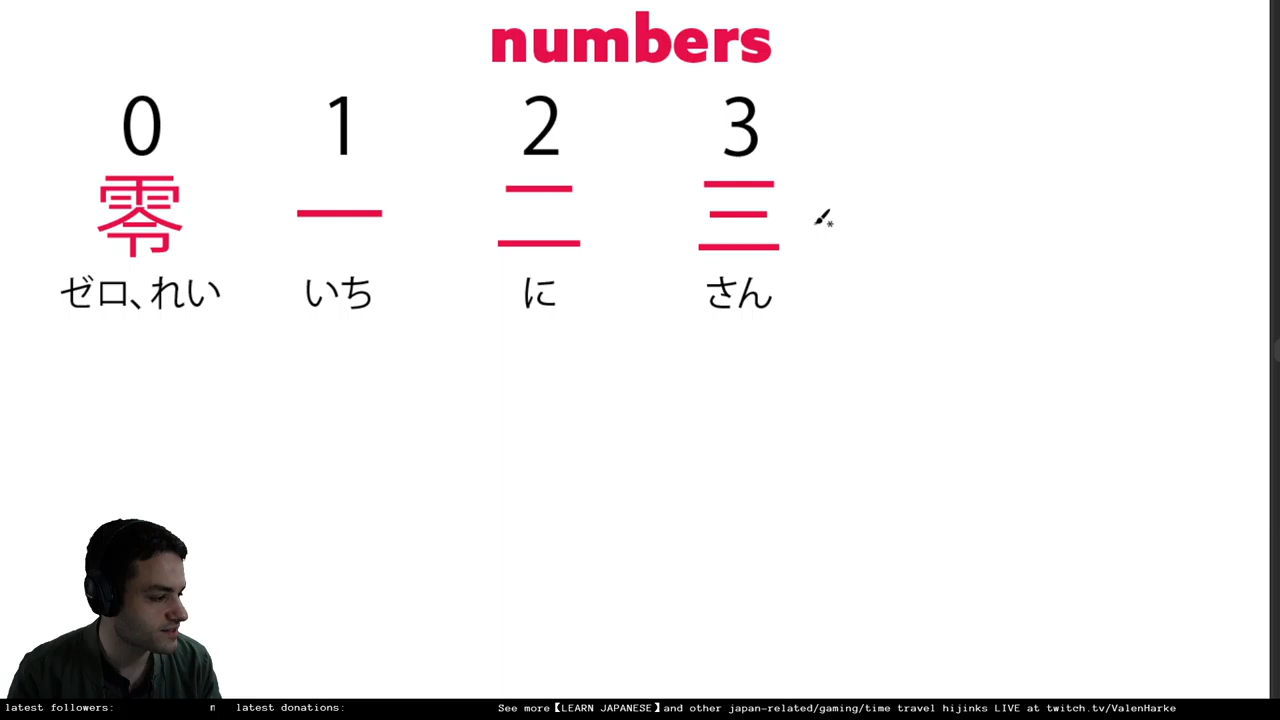 numbers
0 1 2 3
零 一 二 三
ゼロ、れい いち に さん
latest followers: m latest donations: See more【LEARN JAPANESE】and other japan-related/gaming/time travel hijinks LIVE at twitch.tv/ValenHarke